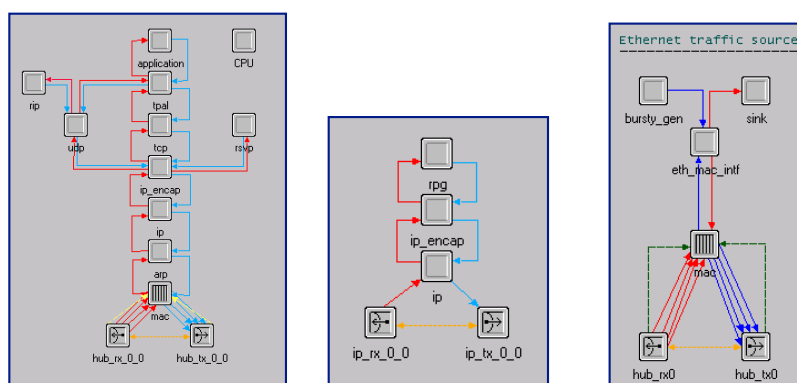 application
CPU
rip
tpal
udp
tcp
rsvp
ip_encap
ip
arp
mac
hub_rx_0_0
hub_tx_0_0
rpg
ip_encap
ip
ip_rx_0_0
ip_tx_0_0
Ethernet traffic source
bursty_gen
sink
eth_mac_intf
mac
hub_rx0
hub_tx0